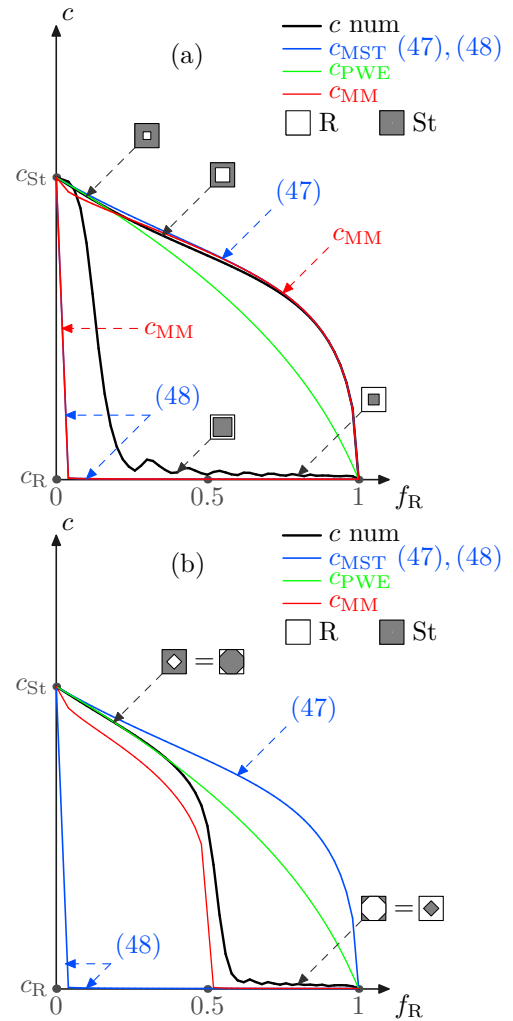 c
(a)
c num
c_MST (47), (48)
c_PWE
c_MM
R St
c_St
(47)
c_MM
c_MM
(48)
c_R
0 0.5 1 f_R
c
(b)
c num
c_MST (47), (48)
c_PWE
c_MM
R St
=
c_St
(47)
=
(48)
c_R
0 0.5 1 f_R